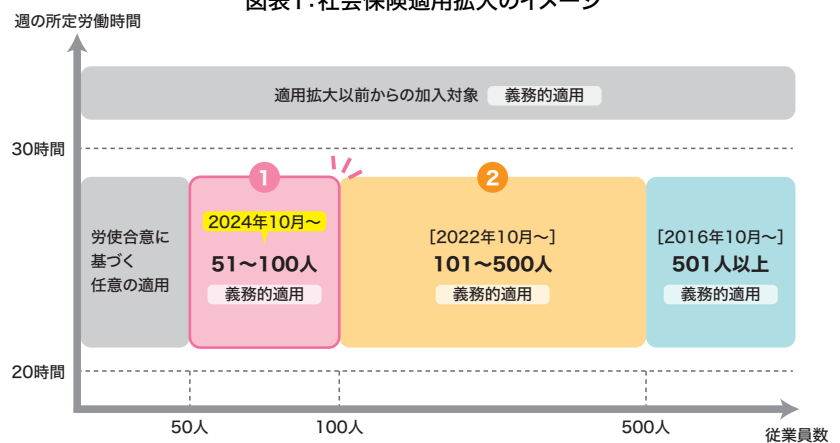 図表1：社会保険適用拡大のイメージ
週の所定労働時間
適用拡大以前からの加入対象 義務的適用
30時間
1
2
労使合意に
基づく
任意の適用
2024年10月～
51～100人
義務的適用
[2022年10月～]
101～500人
義務的適用
[2016年10月～]
501人以上
義務的適用
20時間
50人
100人
500人
従業員数